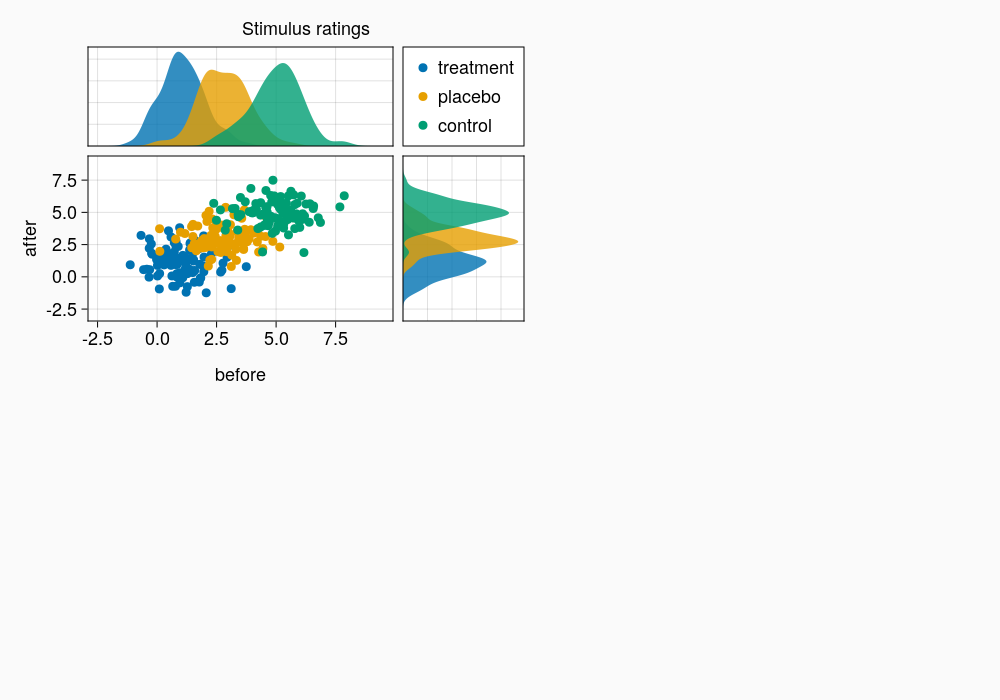 Stimulus ratings
treatment
placebo
control
after
7.5
5.0
2.5
0.0
-2.5
-2.5 0.0 2.5 5.0 7.5
before